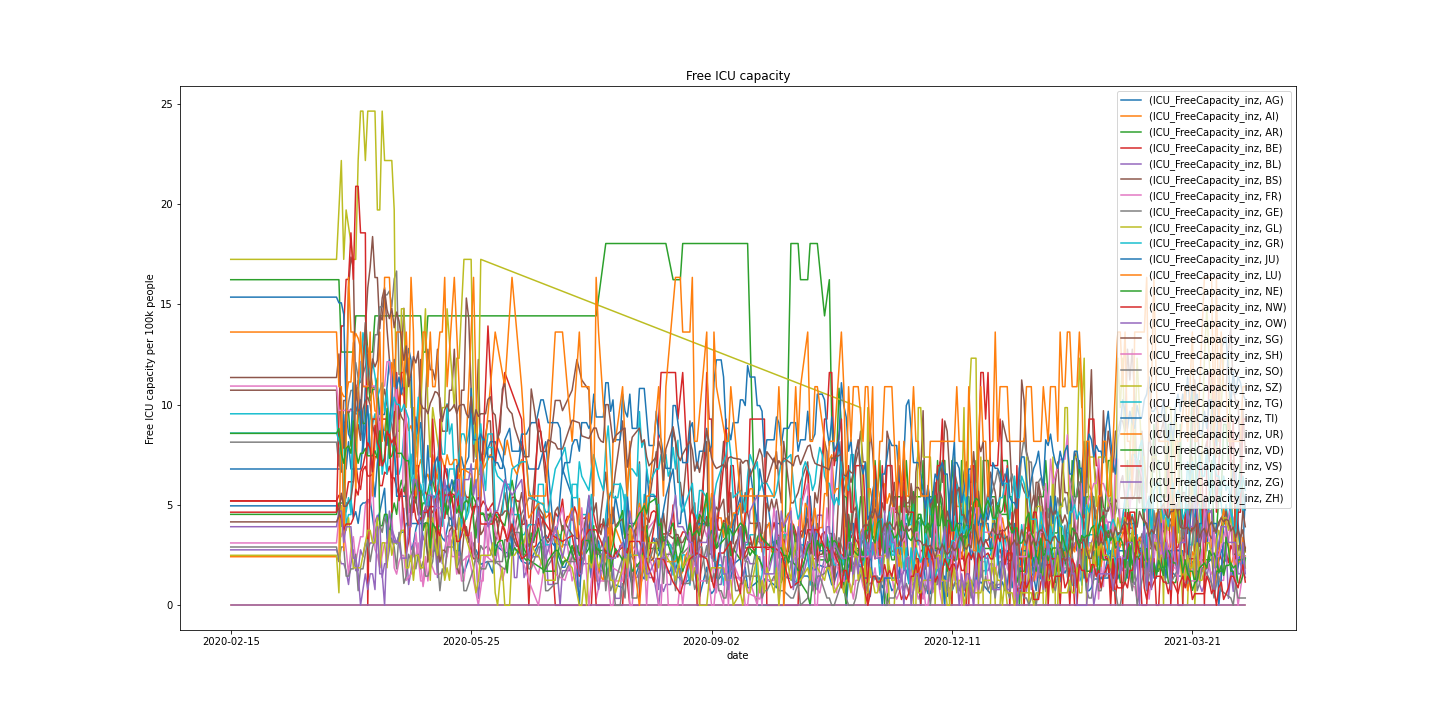 Free ICU capacity
25
20
15
10
5
0
Free ICU capacity per 100k people
2020-02-15
2020-05-25
2020-09-02
2020-12-11
2021-03-21
date
(ICU_FreeCapacity_inz, AG)
(ICU_FreeCapacity_inz, AI)
(ICU_FreeCapacity_inz, AR)
(ICU_FreeCapacity_inz, BE)
(ICU_FreeCapacity_inz, BL)
(ICU_FreeCapacity_inz, BS)
(ICU_FreeCapacity_inz, FR)
(ICU_FreeCapacity_inz, GE)
(ICU_FreeCapacity_inz, GL)
(ICU_FreeCapacity_inz, GR)
(ICU_FreeCapacity_inz, JU)
(ICU_FreeCapacity_inz, LU)
(ICU_FreeCapacity_inz, NE)
(ICU_FreeCapacity_inz, NW)
(ICU_FreeCapacity_inz, OW)
(ICU_FreeCapacity_inz, SG)
(ICU_FreeCapacity_inz, SH)
(ICU_FreeCapacity_inz, SO)
(ICU_FreeCapacity_inz, SZ)
(ICU_FreeCapacity_inz, TG)
(ICU_FreeCapacity_inz, TI)
(ICU_FreeCapacity_inz, UR)
(ICU_FreeCapacity_inz, VD)
(ICU_FreeCapacity_inz, VS)
(ICU_FreeCapacity_inz, ZG)
(ICU_FreeCapacity_inz, ZH)